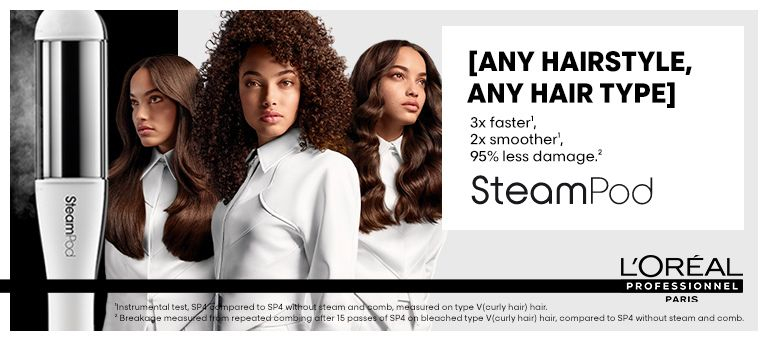 [ANY HAIRSTYLE,
ANY HAIR TYPE]
3x faster¹,
2x smoother¹,
95% less damage.²
SteamPod
SteamPod
L'ORÉAL
PROFESSIONNEL
PARIS
¹Instrumental test, SP4 compared to SP4 without steam and comb, measured on type V(curly hair) hair.
² Breakage measured from repeated combing after 15 passes of SP4 on bleached type V(curly hair) hair, compared to SP4 without steam and comb.